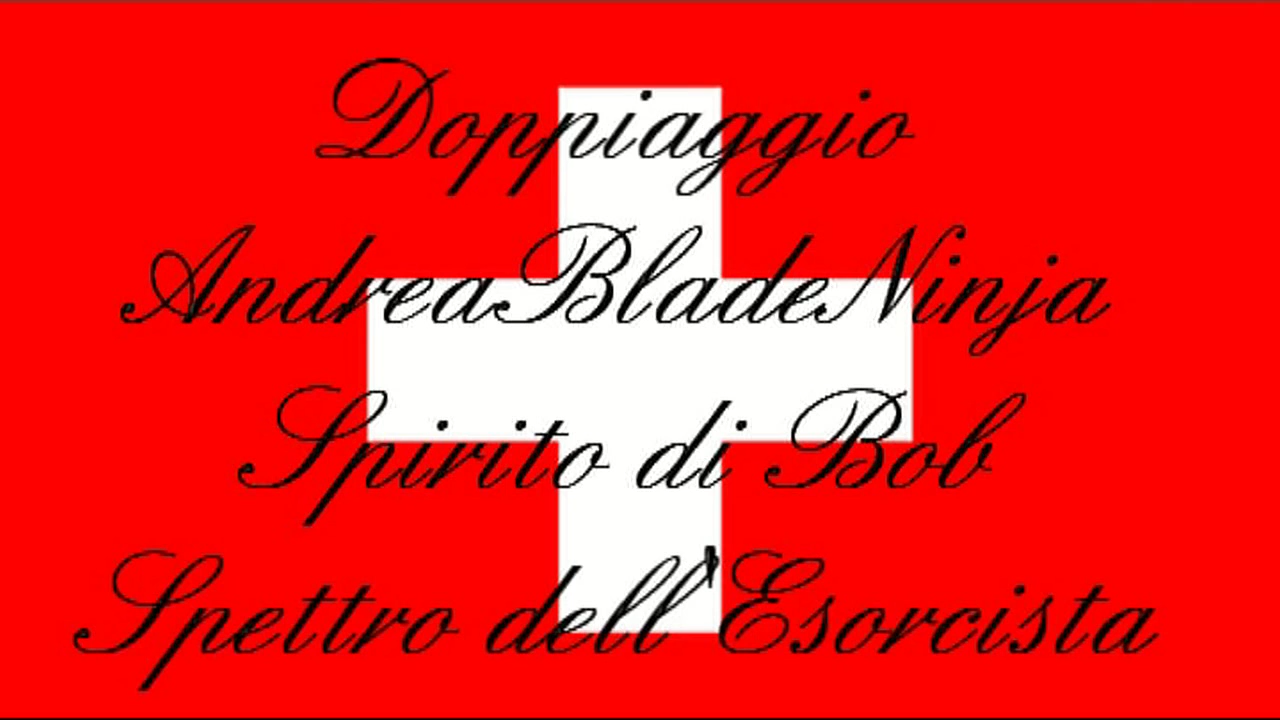 Doppiaggio
AndreaBladeNinja
Spirito di Bob
Spettro dell'Esorcista